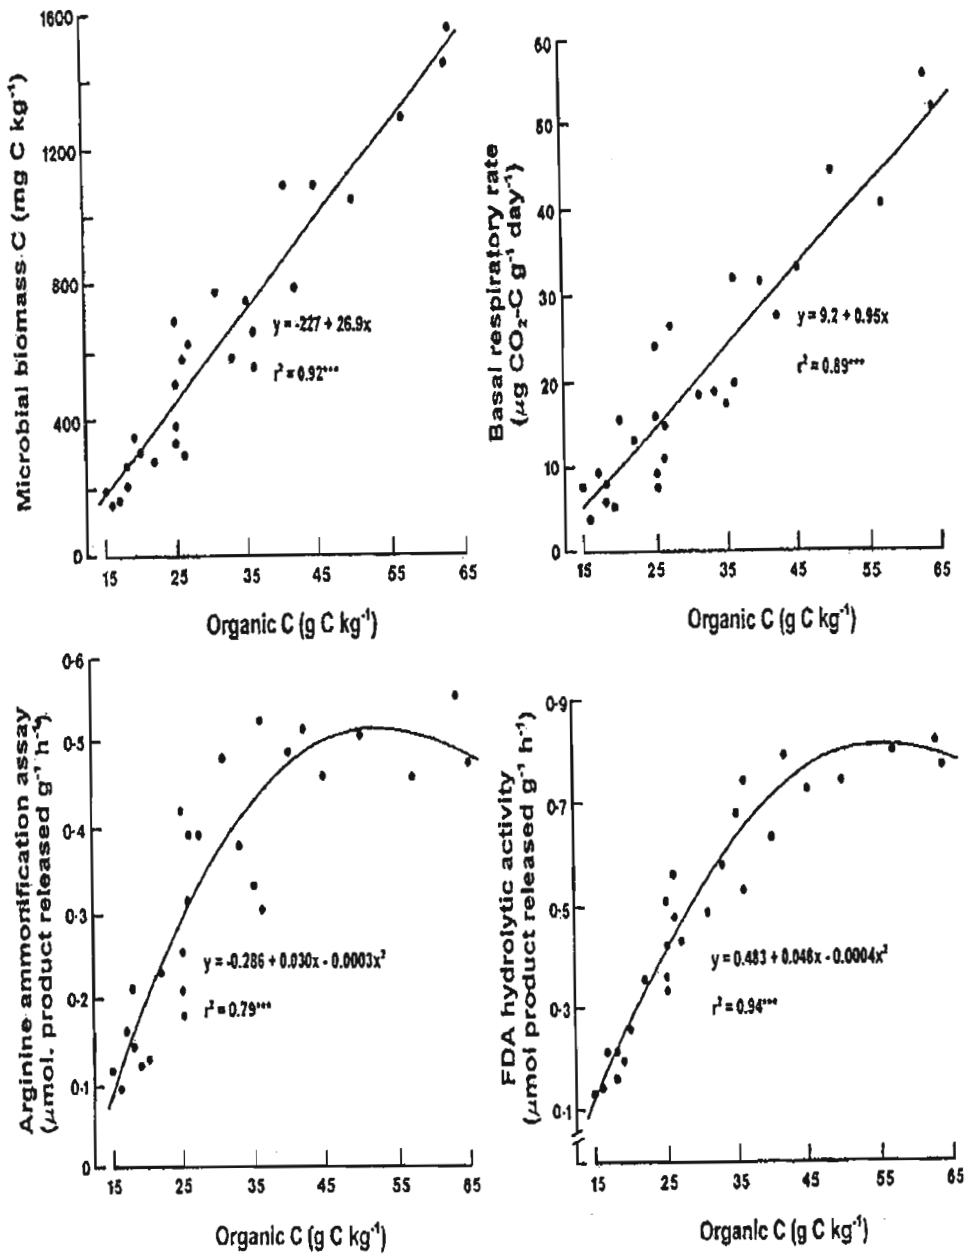 1600
1200
800
400
0
15 25 35 45 55 65
Microbial biomass-C (mg C kg⁻¹)
y = -227 + 26.9x
r² = 0.92***
Organic C (g C kg⁻¹)
60
50
40
30
20
10
0
15 25 35 45 55 65
Basal respiratory rate
(μg CO₂-C g⁻¹ day⁻¹)
y = 9.2 + 0.95x
r² = 0.89***
Organic C (g C kg⁻¹)
0·6
0·5
0·4
0·3
0·2
0·1
0
15 25 35 45 55 65
Arginine ammonification assay
(μmol. product released g⁻¹ h⁻¹).
y = -0.286 + 0.030x - 0.0003x²
r² = 0.79***
Organic C (g C kg⁻¹)
0·9
0·7
0·5
0·3
0·1
15 25 35 45 55 65
FDA hydrolytic activity
(μmol product released g⁻¹ h⁻¹)
y = 0.483 + 0.046x - 0.0004x²
r² = 0.94***
Organic C (g C kg⁻¹)